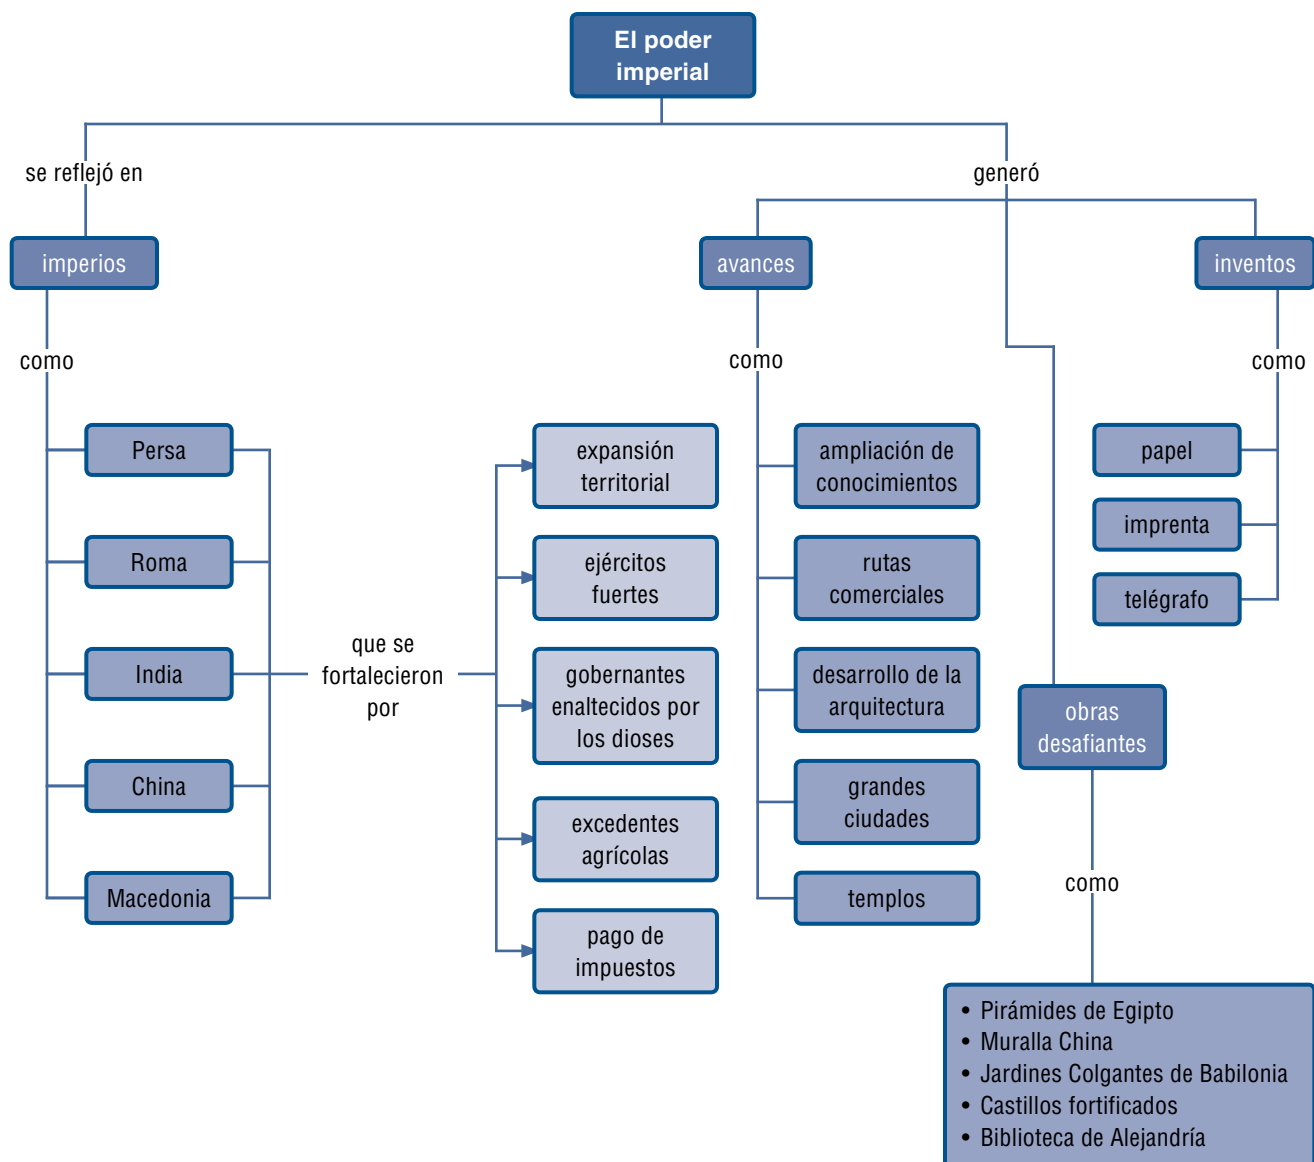 El poder
imperial
se reflejó en
generó
imperios
avances
inventos
como
como
como
Persa
Roma
India
China
Macedonia
que se
fortalecieron
por
expansión
territorial
ejércitos
fuertes
gobernantes
enaltecidos por
los dioses
excedentes
agrícolas
pago de
impuestos
ampliación de
conocimientos
rutas
comerciales
desarrollo de la
arquitectura
grandes
ciudades
templos
papel
imprenta
telégrafo
obras
desafiantes
como
• Pirámides de Egipto
• Muralla China
• Jardines Colgantes de Babilonia
• Castillos fortificados
• Biblioteca de Alejandría